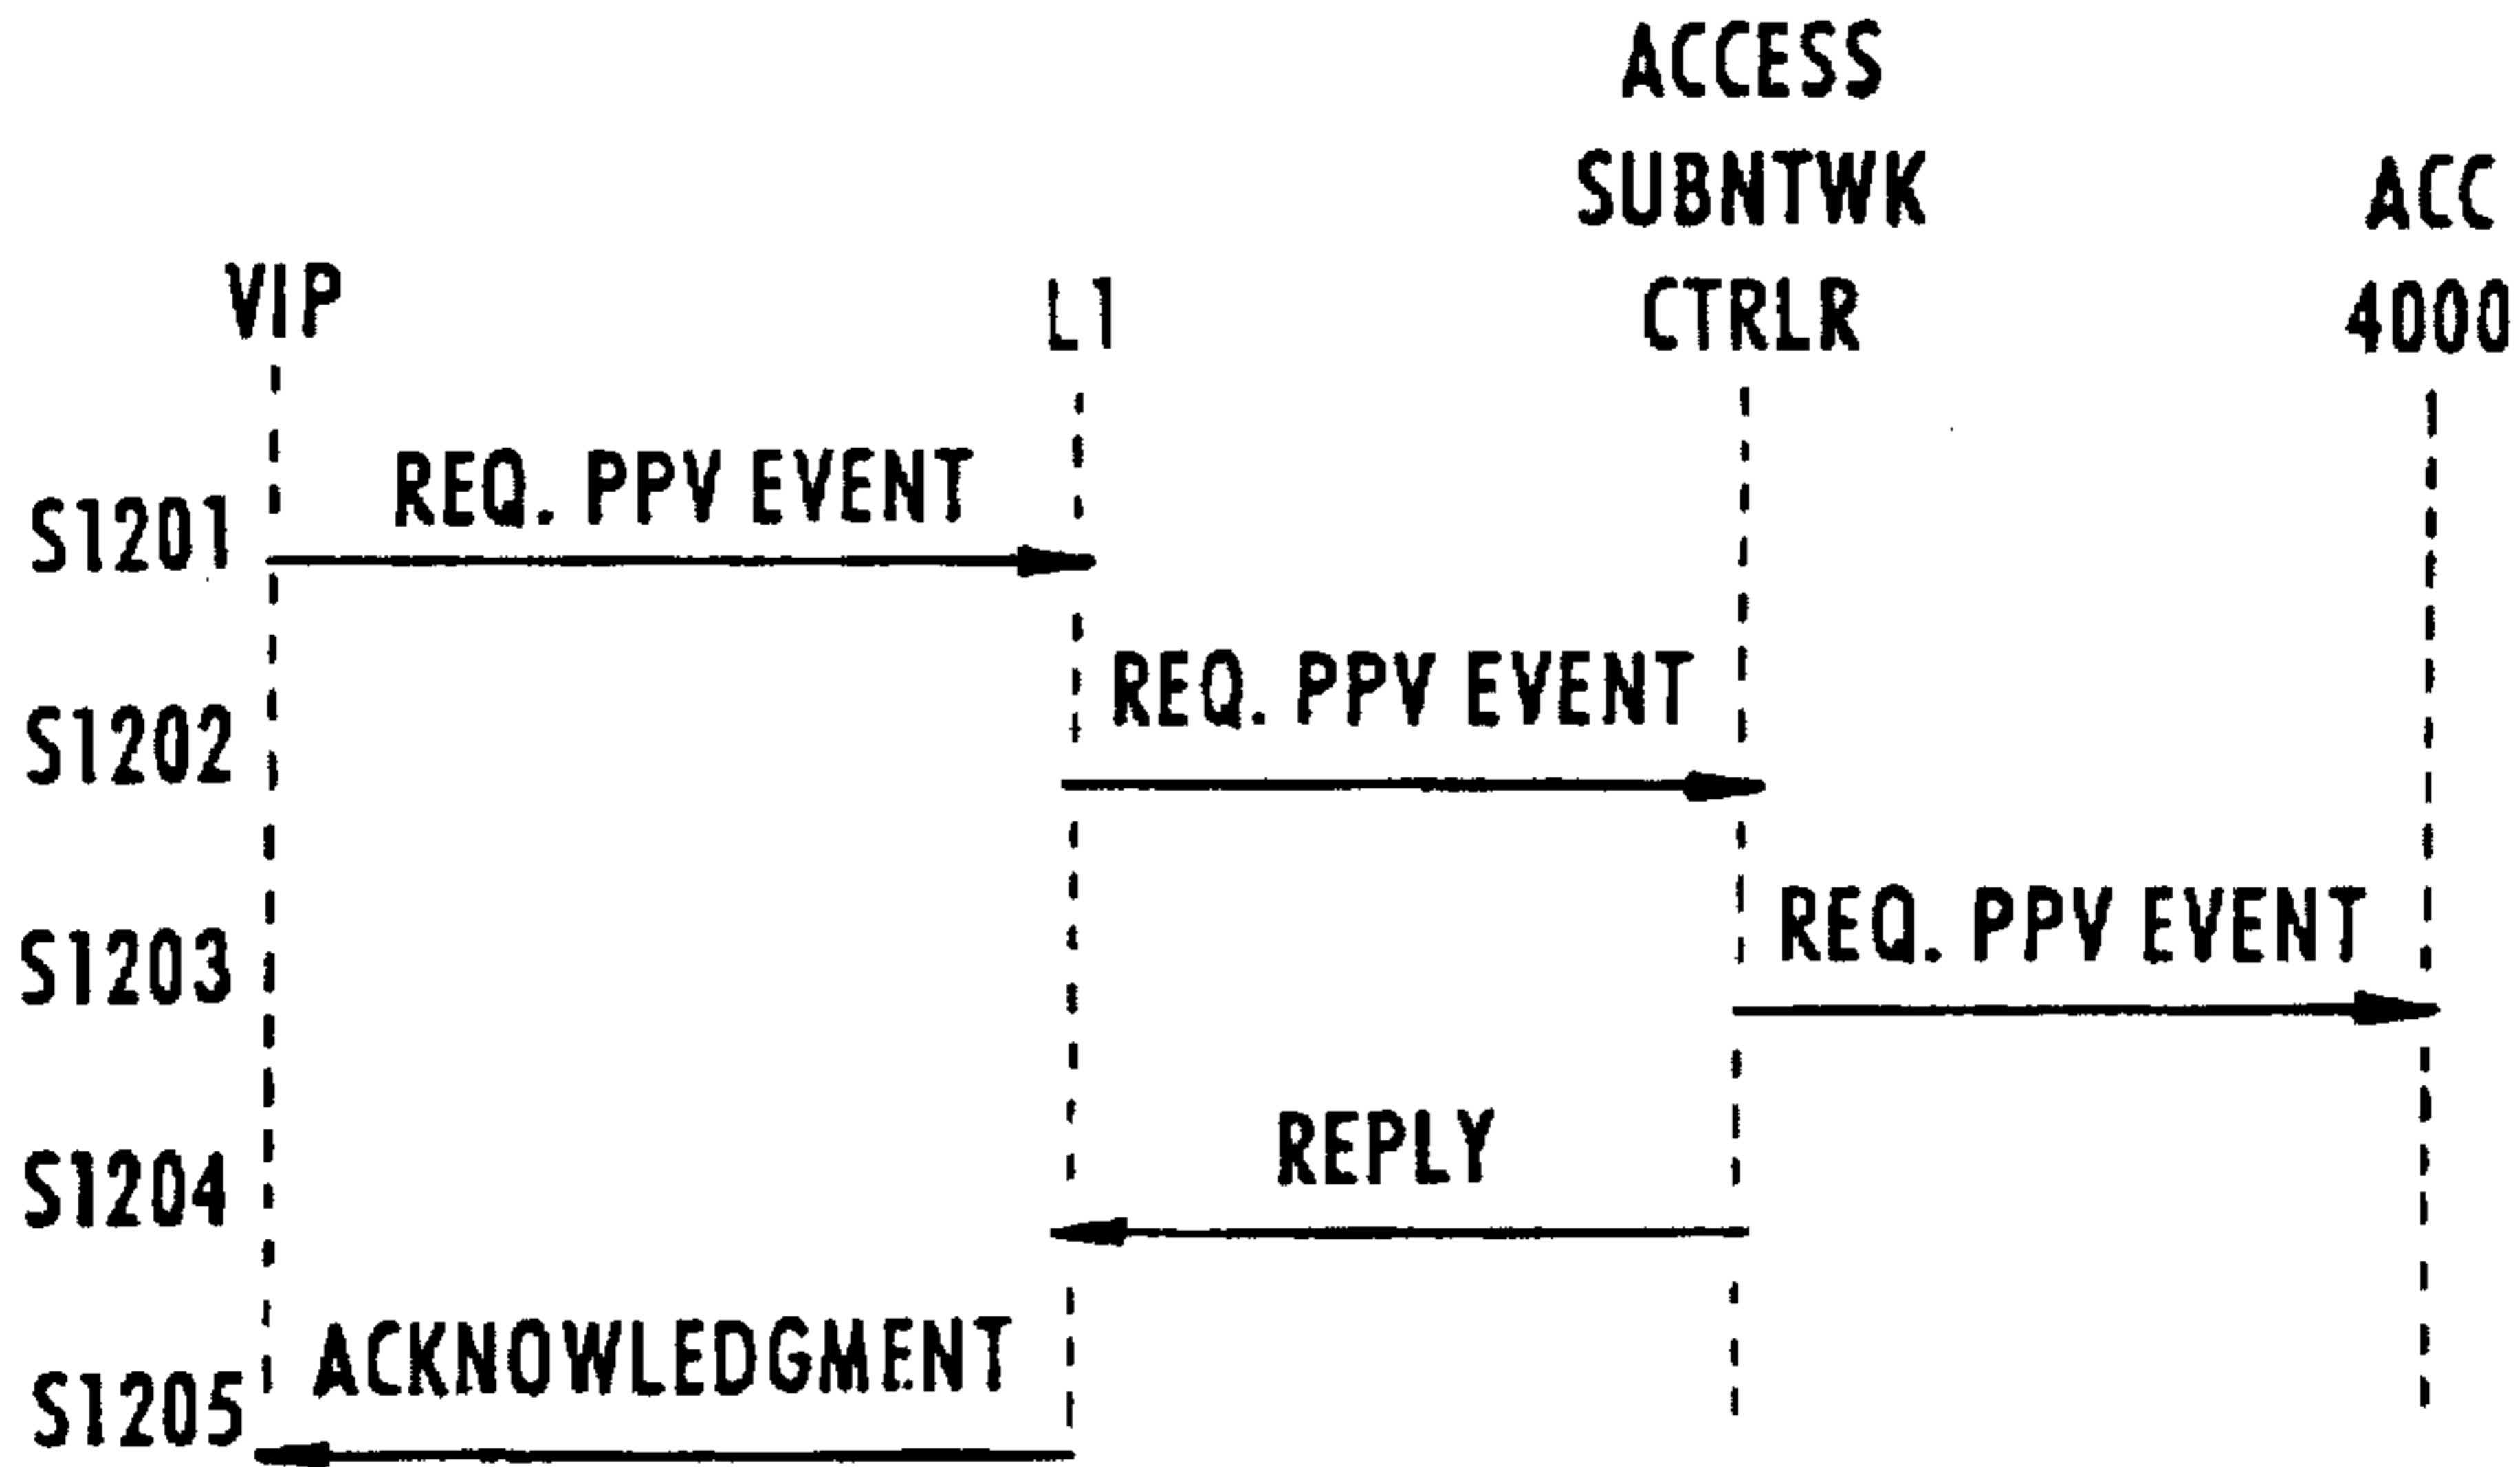 ACCESS
SUBNTWK
CTRLR
ACC
4000
VIP
L1
S1201
REQ. PPV EVENT
S1202
REQ. PPV EVENT
S1203
REQ. PPV EVENT
S1204
REPLY
S1205
ACKNOWLEDGMENT